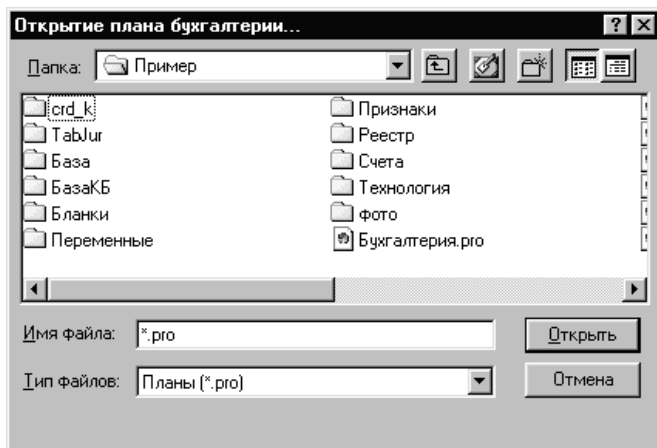 Открытие плана бухгалтерии...
Папка: Пример
crd_k
TabJur
База
БазаКБ
Бланки
Переменные
Признаки
Реестр
Счета
Технология
фото
Бухгалтерия.pro
Имя файла: *.pro
Открыть
Тип файлов: Планы (*.pro)
Отмена